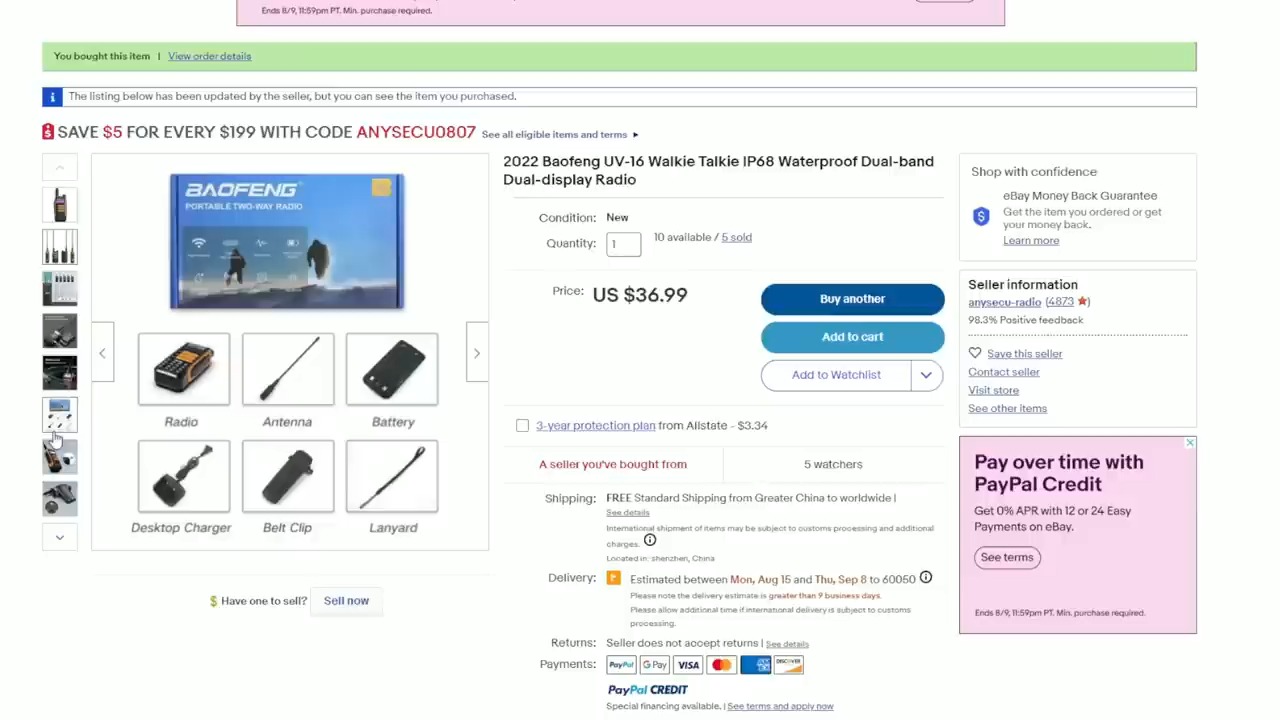 Ends 8/9, 11:59pm PT. Min. purchase required.
You bought this item | View order details
i The listing below has been updated by the seller, but you can see the item you purchased.
$ SAVE $5 FOR EVERY $199 WITH CODE ANYSECU0807 See all eligible items and terms ►
BAOFENG
PORTABLE TWO-WAY RADIO
Radio
Antenna
Battery
Desktop Charger
Belt Clip
Lanyard
$ Have one to sell? Sell now
2022 Baofeng UV-16 Walkie Talkie IP68 Waterproof Dual-band
Dual-display Radio
Condition: New
Quantity: 1 10 available / 5 sold
Price: US $36.99
Buy another
Add to cart
Add to Watchlist
3-year protection plan from Allstate - $3.34
A seller you've bought from
5 watchers
Shipping: FREE Standard Shipping from Greater China to worldwide |
See details
International shipment of items may be subject to customs processing and additional
charges.
Located in: shenzhen, China
Delivery: Estimated between Mon, Aug 15 and Thu, Sep 8 to 60050
Please note the delivery estimate is greater than 9 business days.
Please allow additional time if international delivery is subject to customs
processing.
Returns: Seller does not accept returns | See details
Payments: PayPal G Pay VISA DISCOVER
PayPal CREDIT
Special financing available. | See terms and apply now
Shop with confidence
eBay Money Back Guarantee
Get the item you ordered or get
your money back.
Learn more
Seller information
anysecu-radio (4873 ★)
98.3% Positive feedback
Save this seller
Contact seller
Visit store
See other items
Pay over time with
PayPal Credit
Get 0% APR with 12 or 24 Easy
Payments on eBay.
See terms
Ends 8/9, 11:59pm PT. Min. purchase required.